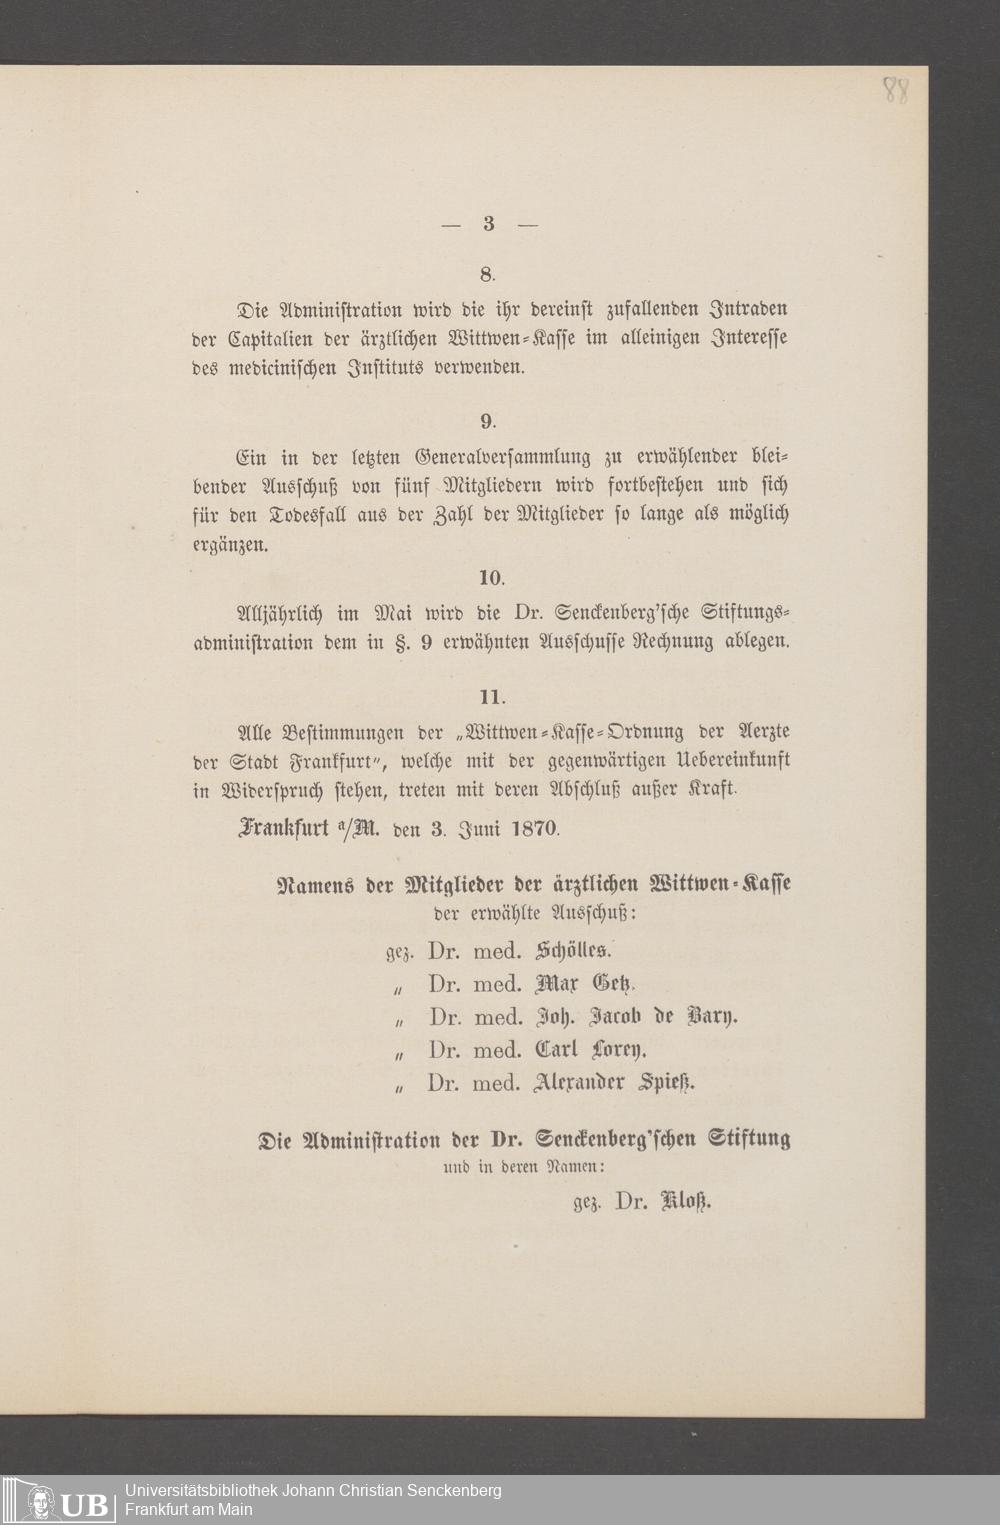 88
— 3 —
8.
Die Administration wird die ihr dereinst zufallenden Intraden
der Capitalien der ärztlichen Wittwen-Kasse im alleinigen Interesse
des medicinischen Instituts verwenden.
9.
Ein in der letzten Generalversammlung zu erwählender blei-
bender Ausschuß von fünf Mitgliedern wird fortbestehen und sich
für den Todesfall aus der Zahl der Mitglieder so lange als möglich
ergänzen.
10.
Alljährlich im Mai wird die Dr. Senckenberg'sche Stiftungs-
administration dem in §. 9 erwähnten Ausschusse Rechnung ablegen.
11.
Alle Bestimmungen der „Wittwen-Kasse-Ordnung der Aerzte
der Stadt Frankfurt", welche mit der gegenwärtigen Uebereinkunft
in Widerspruch stehen, treten mit deren Abschluß außer Kraft.
Frankfurt a/M. den 3. Juni 1870.
Namens der Mitglieder der ärztlichen Wittwen-Kasse
der erwählte Ausschuß:
gez. Dr. med. Schölles.
„ Dr. med. Max Getz.
„ Dr. med. Joh. Jacob de Bary.
„ Dr. med. Carl Lorey.
„ Dr. med. Alexander Spieß.
Die Administration der Dr. Senckenberg'schen Stiftung
und in deren Namen:
gez. Dr. Kloß.
UB
Universitätsbibliothek Johann Christian Senckenberg
Frankfurt am Main